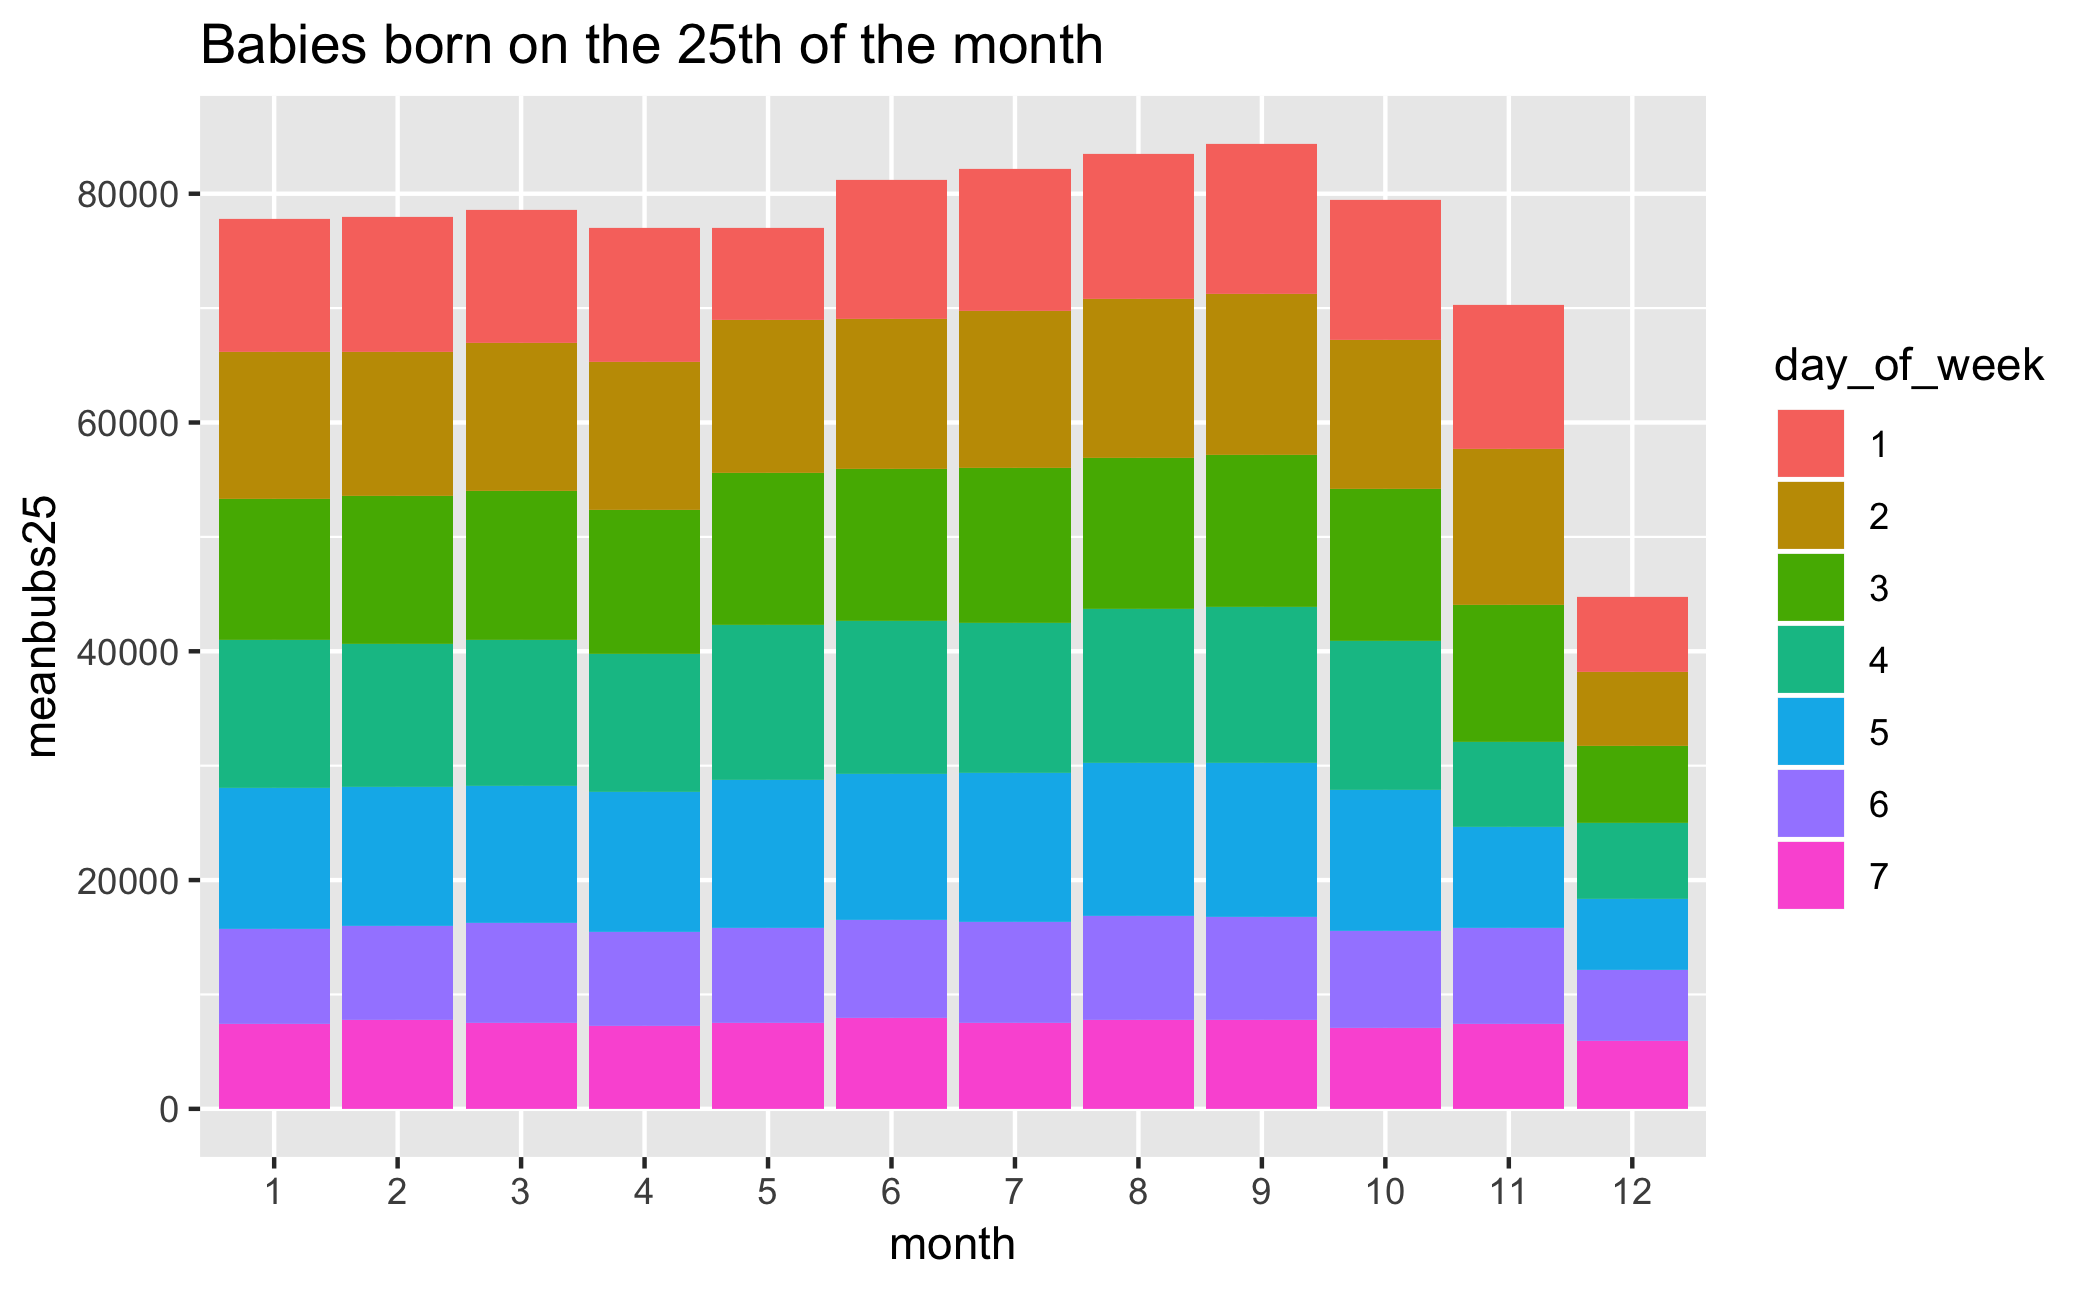 Babies born on the 25th of the month
meanbubs25
80000
60000
40000
20000
0
1 2 3 4 5 6 7 8 9 10 11 12
month
day_of_week
1
2
3
4
5
6
7